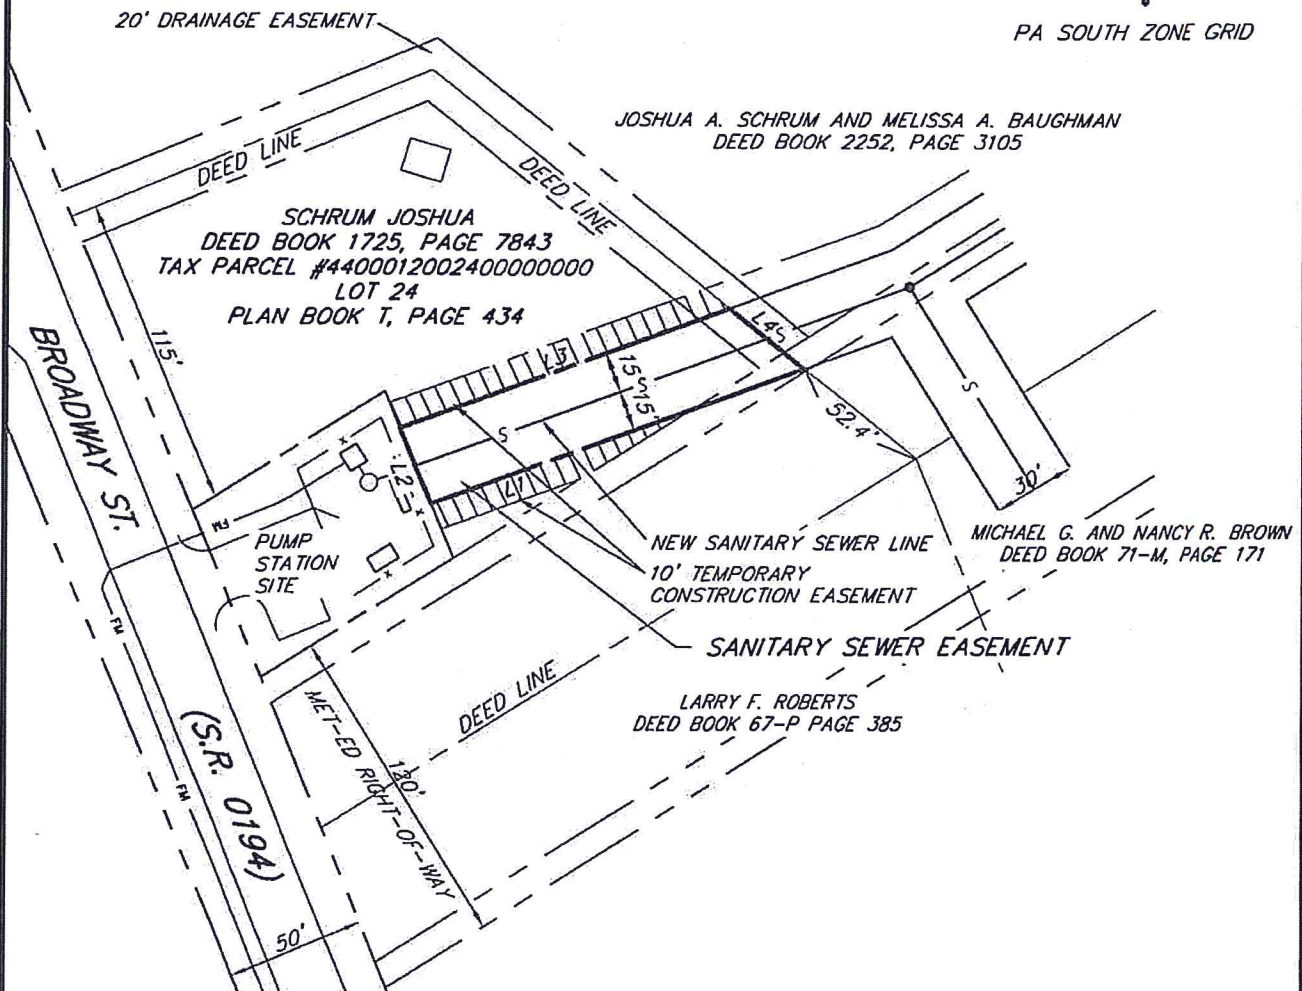 20' DRAINAGE EASEMENT
PA SOUTH ZONE GRID
JOSHUA A. SCHRUM AND MELISSA A. BAUGHMAN
DEED BOOK 2252, PAGE 3105
DEED LINE
DEED LINE
SCHRUM JOSHUA
DEED BOOK 1725, PAGE 7843
TAX PARCEL #4400012002400000000
LOT 24
PLAN BOOK T, PAGE 434
115'
BROADWAY ST.
L3
L4
S
15'
S
15'
S
L2
L1
52.4'
S
30'
FM
PUMP
STATION
SITE
NEW SANITARY SEWER LINE
10' TEMPORARY
CONSTRUCTION EASEMENT
SANITARY SEWER EASEMENT
MICHAEL G. AND NANCY R. BROWN
DEED BOOK 71-M, PAGE 171
FM
DEED LINE
LARRY F. ROBERTS
DEED BOOK 67-P PAGE 385
MET-ED RIGHT-OF-WAY
120'
(S.R. 0194)
FM
50'